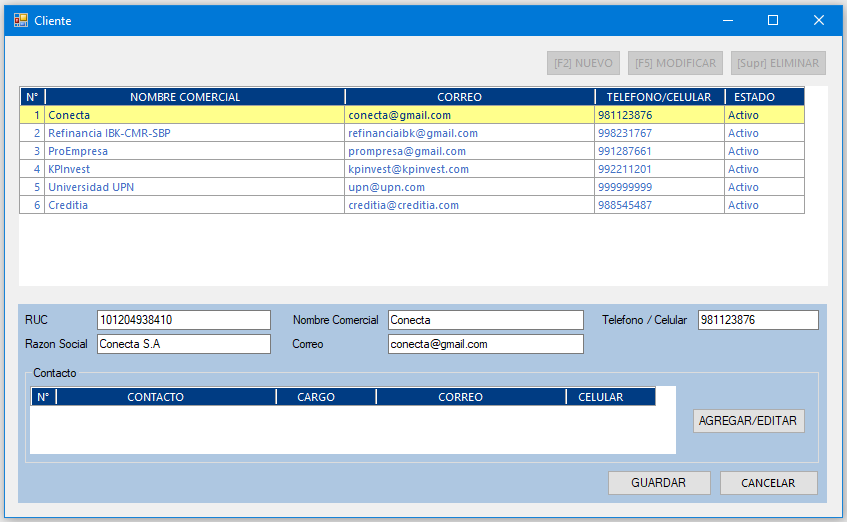 Cliente
[F2] NUEVO [F5] MODIFICAR [Supr] ELIMINAR
N° NOMBRE COMERCIAL CORREO TELEFONO/CELULAR ESTADO
1 Conecta conecta@gmail.com 981123876 Activo
2 Refinancia IBK-CMR-SBP refinanciaibk@gmail.com 998231767 Activo
3 ProEmpresa prompresa@gmail.com 991287661 Activo
4 KPInvest kpinvest@kpinvest.com 992211201 Activo
5 Universidad UPN upn@upn.com 999999999 Activo
6 Creditia creditia@creditia.com 988545487 Activo
RUC 101204938410 Nombre Comercial Conecta Telefono / Celular 981123876
Razon Social Conecta S.A Correo conecta@gmail.com
Contacto
N° CONTACTO CARGO CORREO CELULAR
AGREGAR/EDITAR
GUARDAR CANCELAR